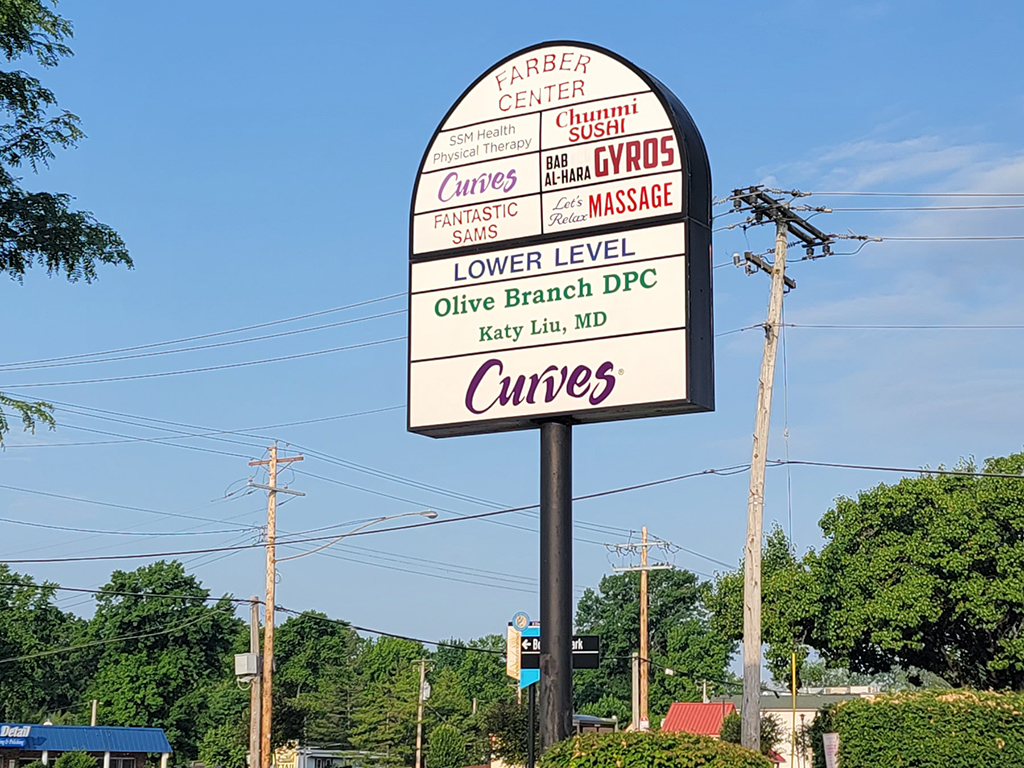 FARBER
CENTER
SSM Health
Physical Therapy
Chunmi
SUSHI
Curves
BAB
AL-HARA
GYROS
FANTASTIC
SAMS
Let's
Relax
MASSAGE
LOWER LEVEL
Olive Branch DPC
Katy Liu, MD
Curves®
Detail